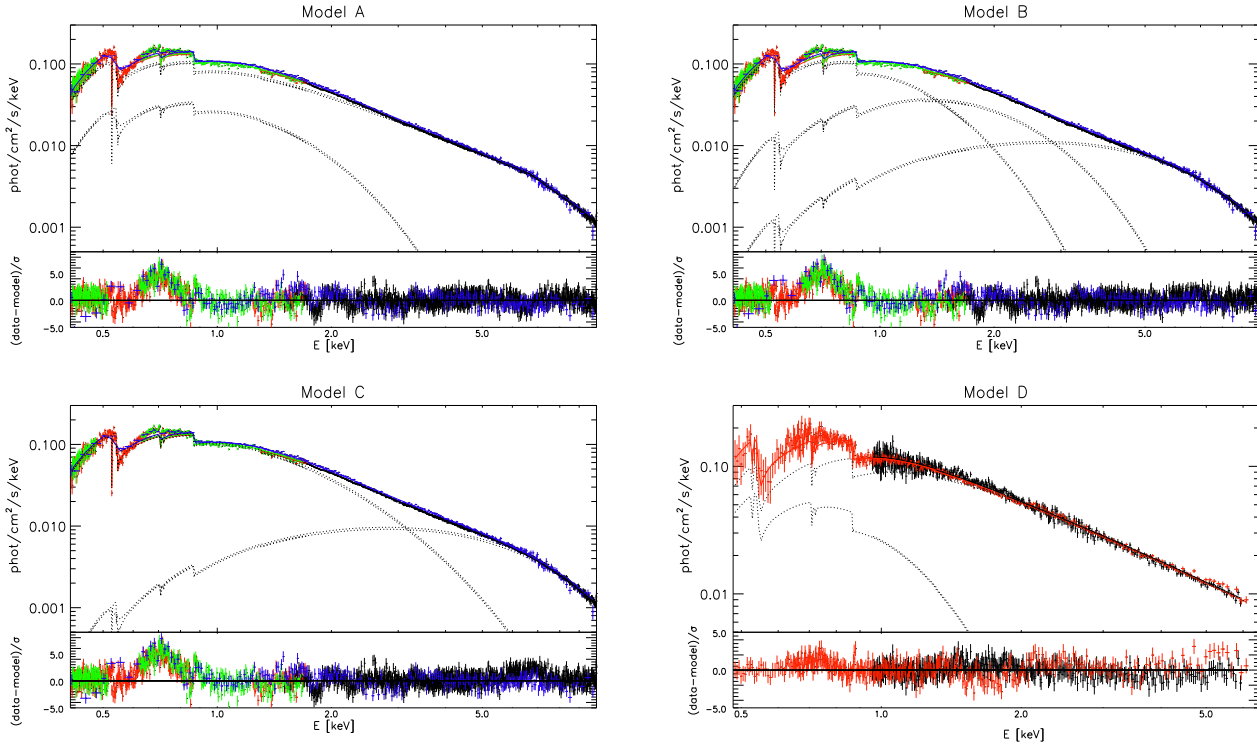 Model A
phot/cm²/s/keV
0.100
0.010
0.001
(data-model)/σ
5.0
0.0
-5.0
0.5
1.0
2.0
5.0
E [keV]
Model B
phot/cm²/s/keV
0.100
0.010
0.001
(data-model)/σ
5.0
0.0
-5.0
0.5
1.0
2.0
5.0
E [keV]
Model C
phot/cm²/s/keV
0.100
0.010
0.001
(data-model)/σ
5.0
0.0
-5.0
0.5
1.0
2.0
5.0
E [keV]
Model D
phot/cm²/s/keV
0.10
0.01
(data-model)/σ
5.0
0.0
-5.0
0.5
1.0
2.0
5.0
E [keV]